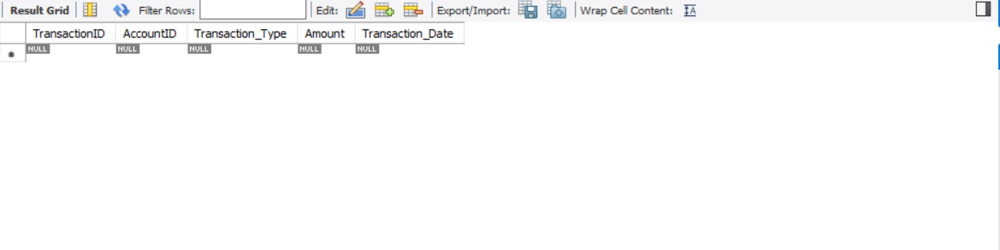 Result Grid Filter Rows: Edit: Export/Import: Wrap Cell Content: IA
TransactionID AccountID Transaction_Type Amount Transaction_Date
NULL NULL NULL NULL NULL